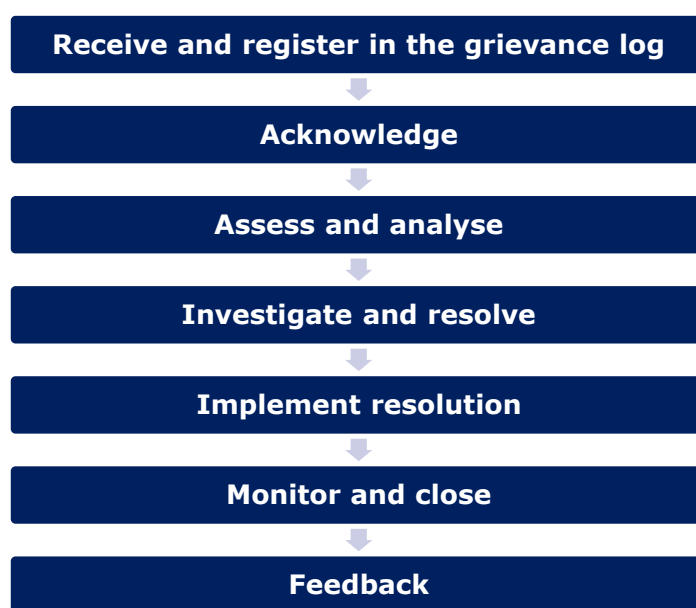 Receive and register in the grievance log
Acknowledge
Assess and analyse
Investigate and resolve
Implement resolution
Monitor and close
Feedback